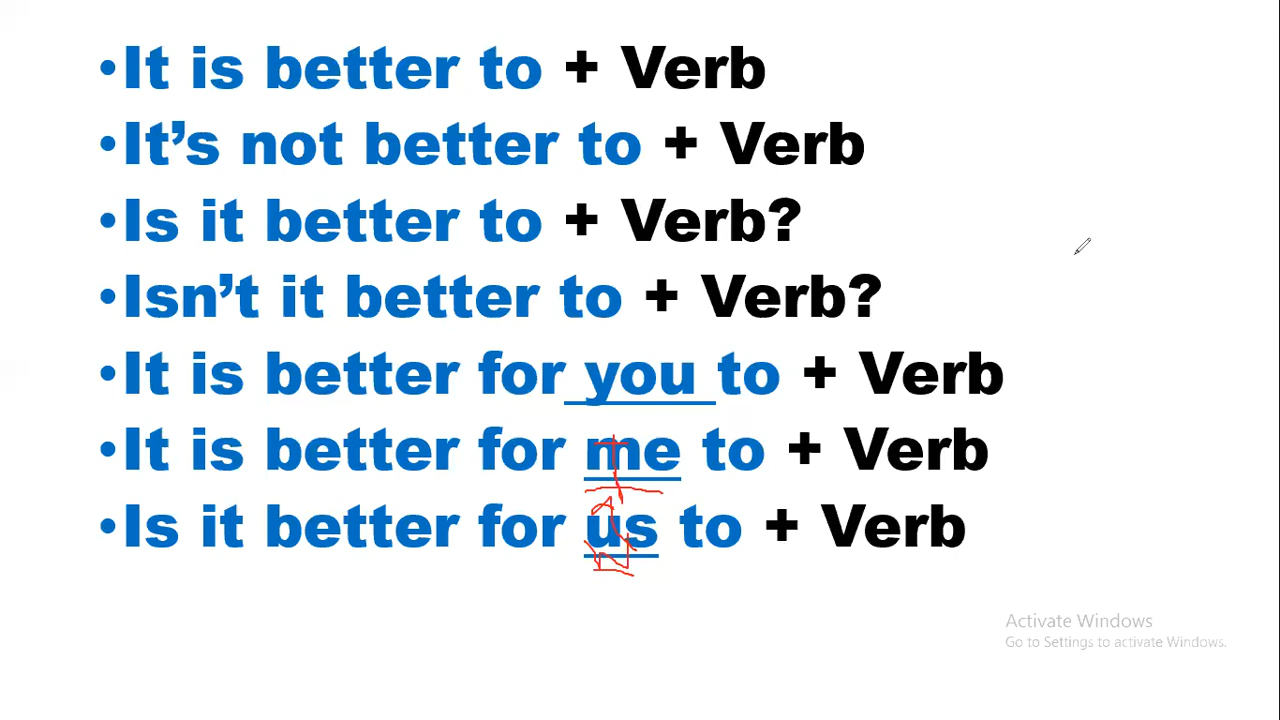 •It is better to + Verb
•It’s not better to + Verb
•Is it better to + Verb?
•Isn’t it better to + Verb?
•It is better for you to + Verb
•It is better for me to + Verb
•Is it better for us to + Verb
Activate Windows
Go to Settings to activate Windows.